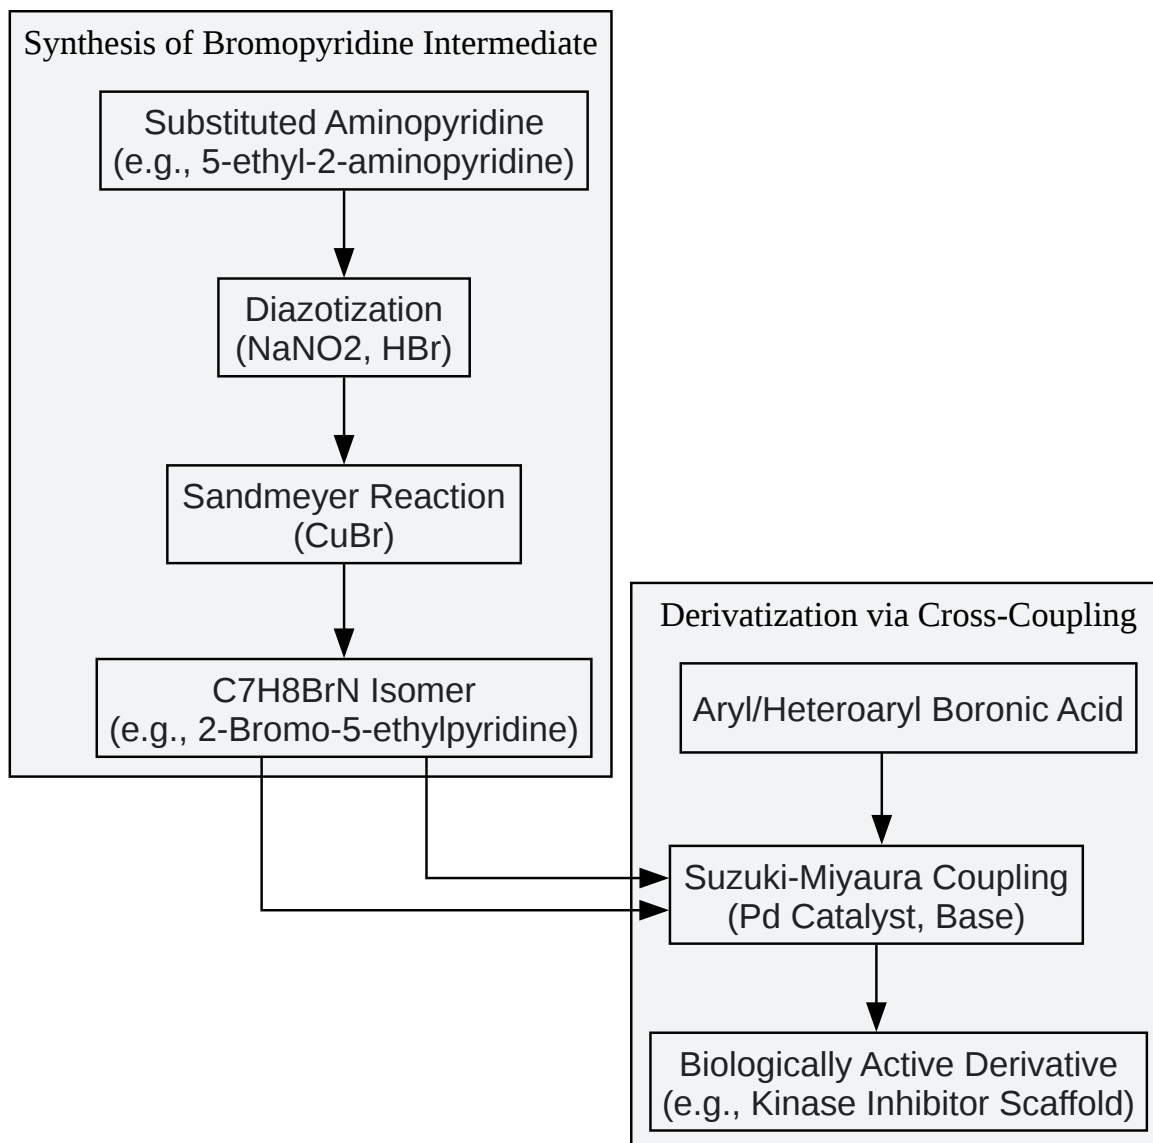 Synthesis of Bromopyridine Intermediate
Substituted Aminopyridine
(e.g., 5-ethyl-2-aminopyridine)
Diazotization
(NaNO2, HBr)
Sandmeyer Reaction
(CuBr)
C7H8BrN Isomer
(e.g., 2-Bromo-5-ethylpyridine)
Derivatization via Cross-Coupling
Aryl/Heteroaryl Boronic Acid
Suzuki-Miyaura Coupling
(Pd Catalyst, Base)
Biologically Active Derivative
(e.g., Kinase Inhibitor Scaffold)